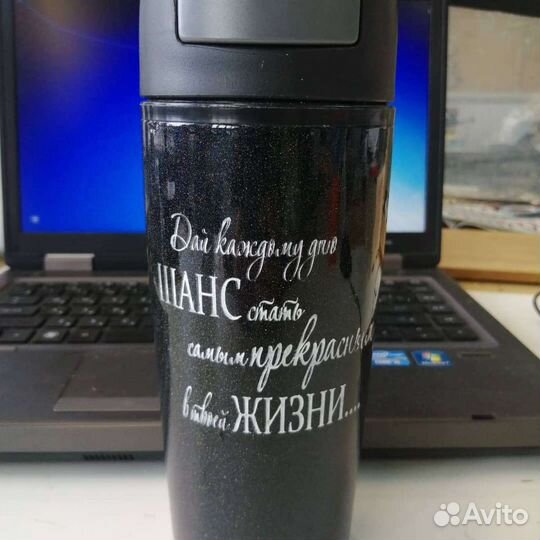 Дай каждому дню
ШАНС стать
самым прекрасным
в твоей ЖИЗНИ....
Avito